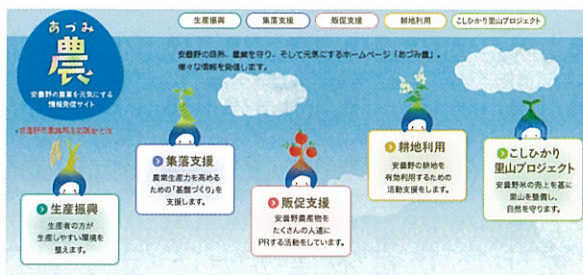 あづみ
農
安曇野の農業を元気にする
情報発信サイト
生産振興
集落支援
販促支援
耕地利用
こしひかり里山プロジェクト
安曇野の自然、農業を守り、そして元気にするホームページ「あづみ農」。
様々な情報を発信します。
生産振興
生産者の方が
生産しやすい環境を
整えます。
集落支援
農業生産力を高める
ための「基盤づくり」を
支援します。
販促支援
安曇野農産物を
たくさんの人達に
PRする活動をしています。
耕地利用
安曇野の耕地を
有効利用するための
活動支援をします。
こしひかり
里山プロジェクト
安曇野米の売上を基に
里山を整備し、
自然を守ります。